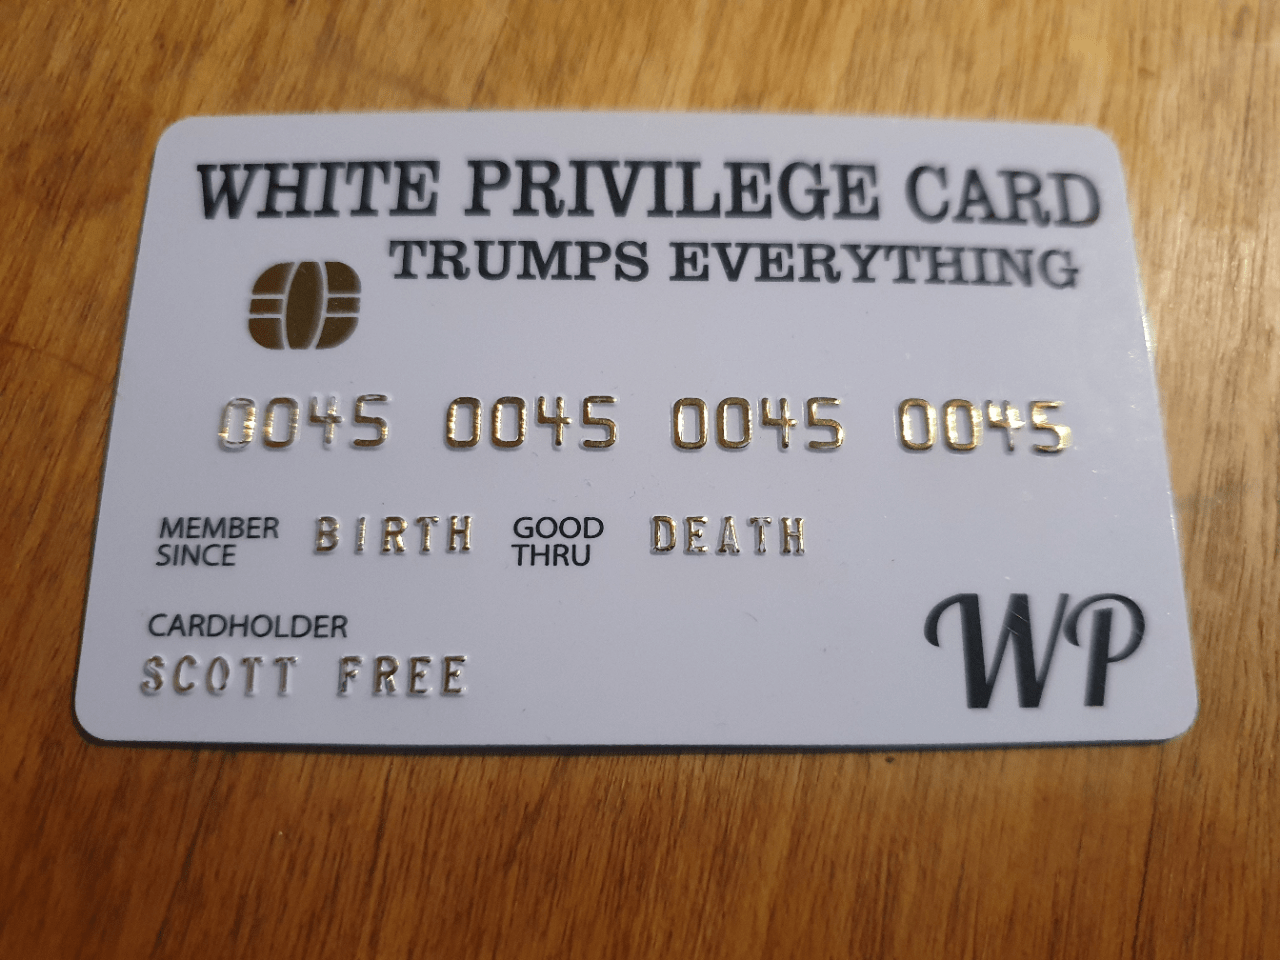 WHITE PRIVILEGE CARD
TRUMPS EVERYTHING
0045 0045 0045 0045
MEMBER SINCE BIRTH GOOD THRU DEATH
CARDHOLDER
SCOTT FREE
WP